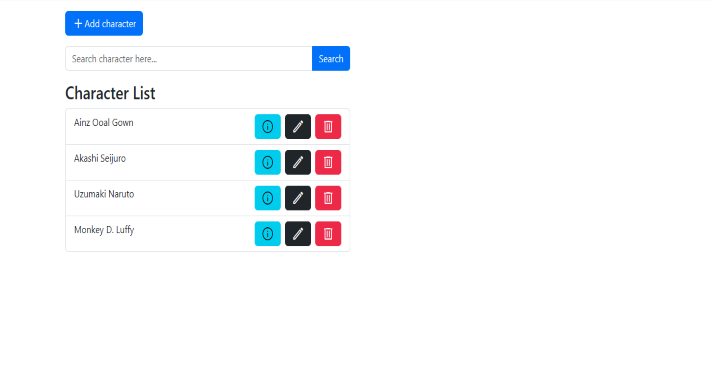 + Add character
Search character here...
Search
Character List
Ainz Ooal Gown
Akashi Seijuro
Uzumaki Naruto
Monkey D. Luffy